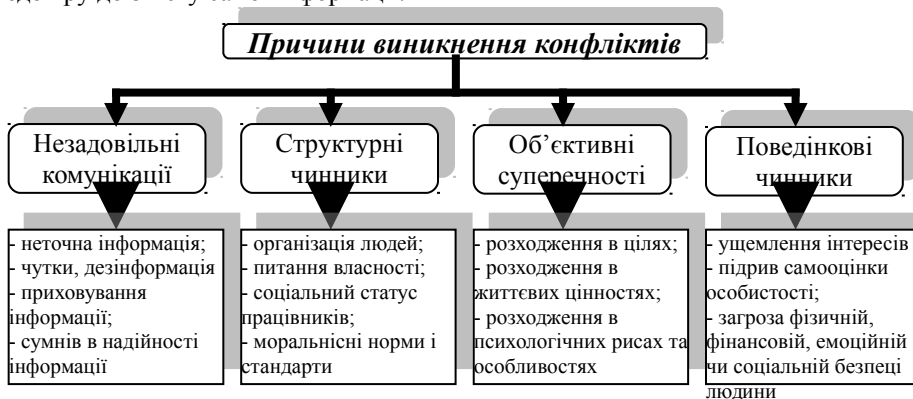 Причини виникнення конфліктів
Незадовільні
комунікації
Структурні
чинники
Об’єктивні
суперечності
Поведінкові
чинники
- неточна інформація;
- чутки, дезінформація
- приховування
інформації;
- сумнів в надійності
інформації
- організація людей;
- питання власності;
- соціальний статус
працівників;
- моральнісні норми і
стандарти
- розходження в цілях;
- розходження в
життєвих цінностях;
- розходження в
психологічних рисах та
особливостях
- ущемлення інтересів
- підрив самооцінки
особистості;
- загроза фізичній,
фінансовій, емоційній
чи соціальній безпеці
людини